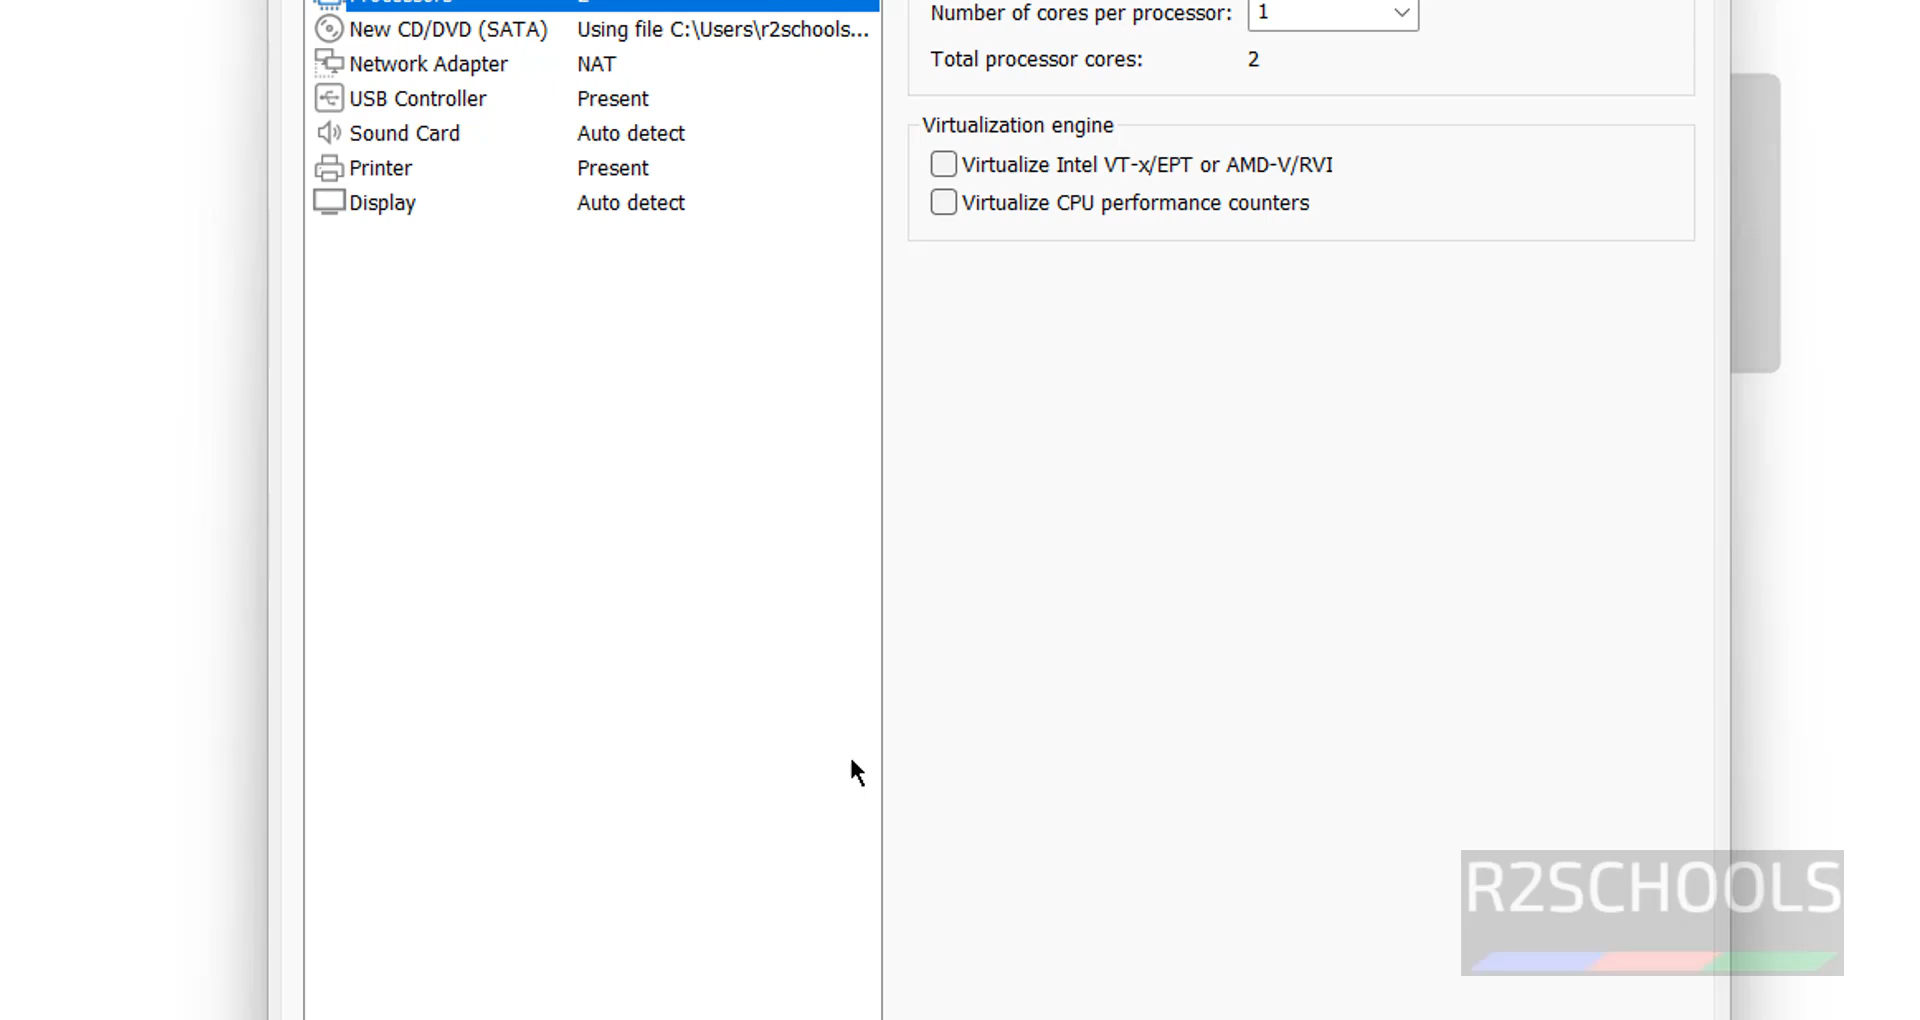 Processors 2
New CD/DVD (SATA) Using file C:\Users\r2schools...
Network Adapter NAT
USB Controller Present
Sound Card Auto detect
Printer Present
Display Auto detect
Number of cores per processor: 1
Total processor cores: 2
Virtualization engine
Virtualize Intel VT-x/EPT or AMD-V/RVI
Virtualize CPU performance counters
R2SCHOOLS